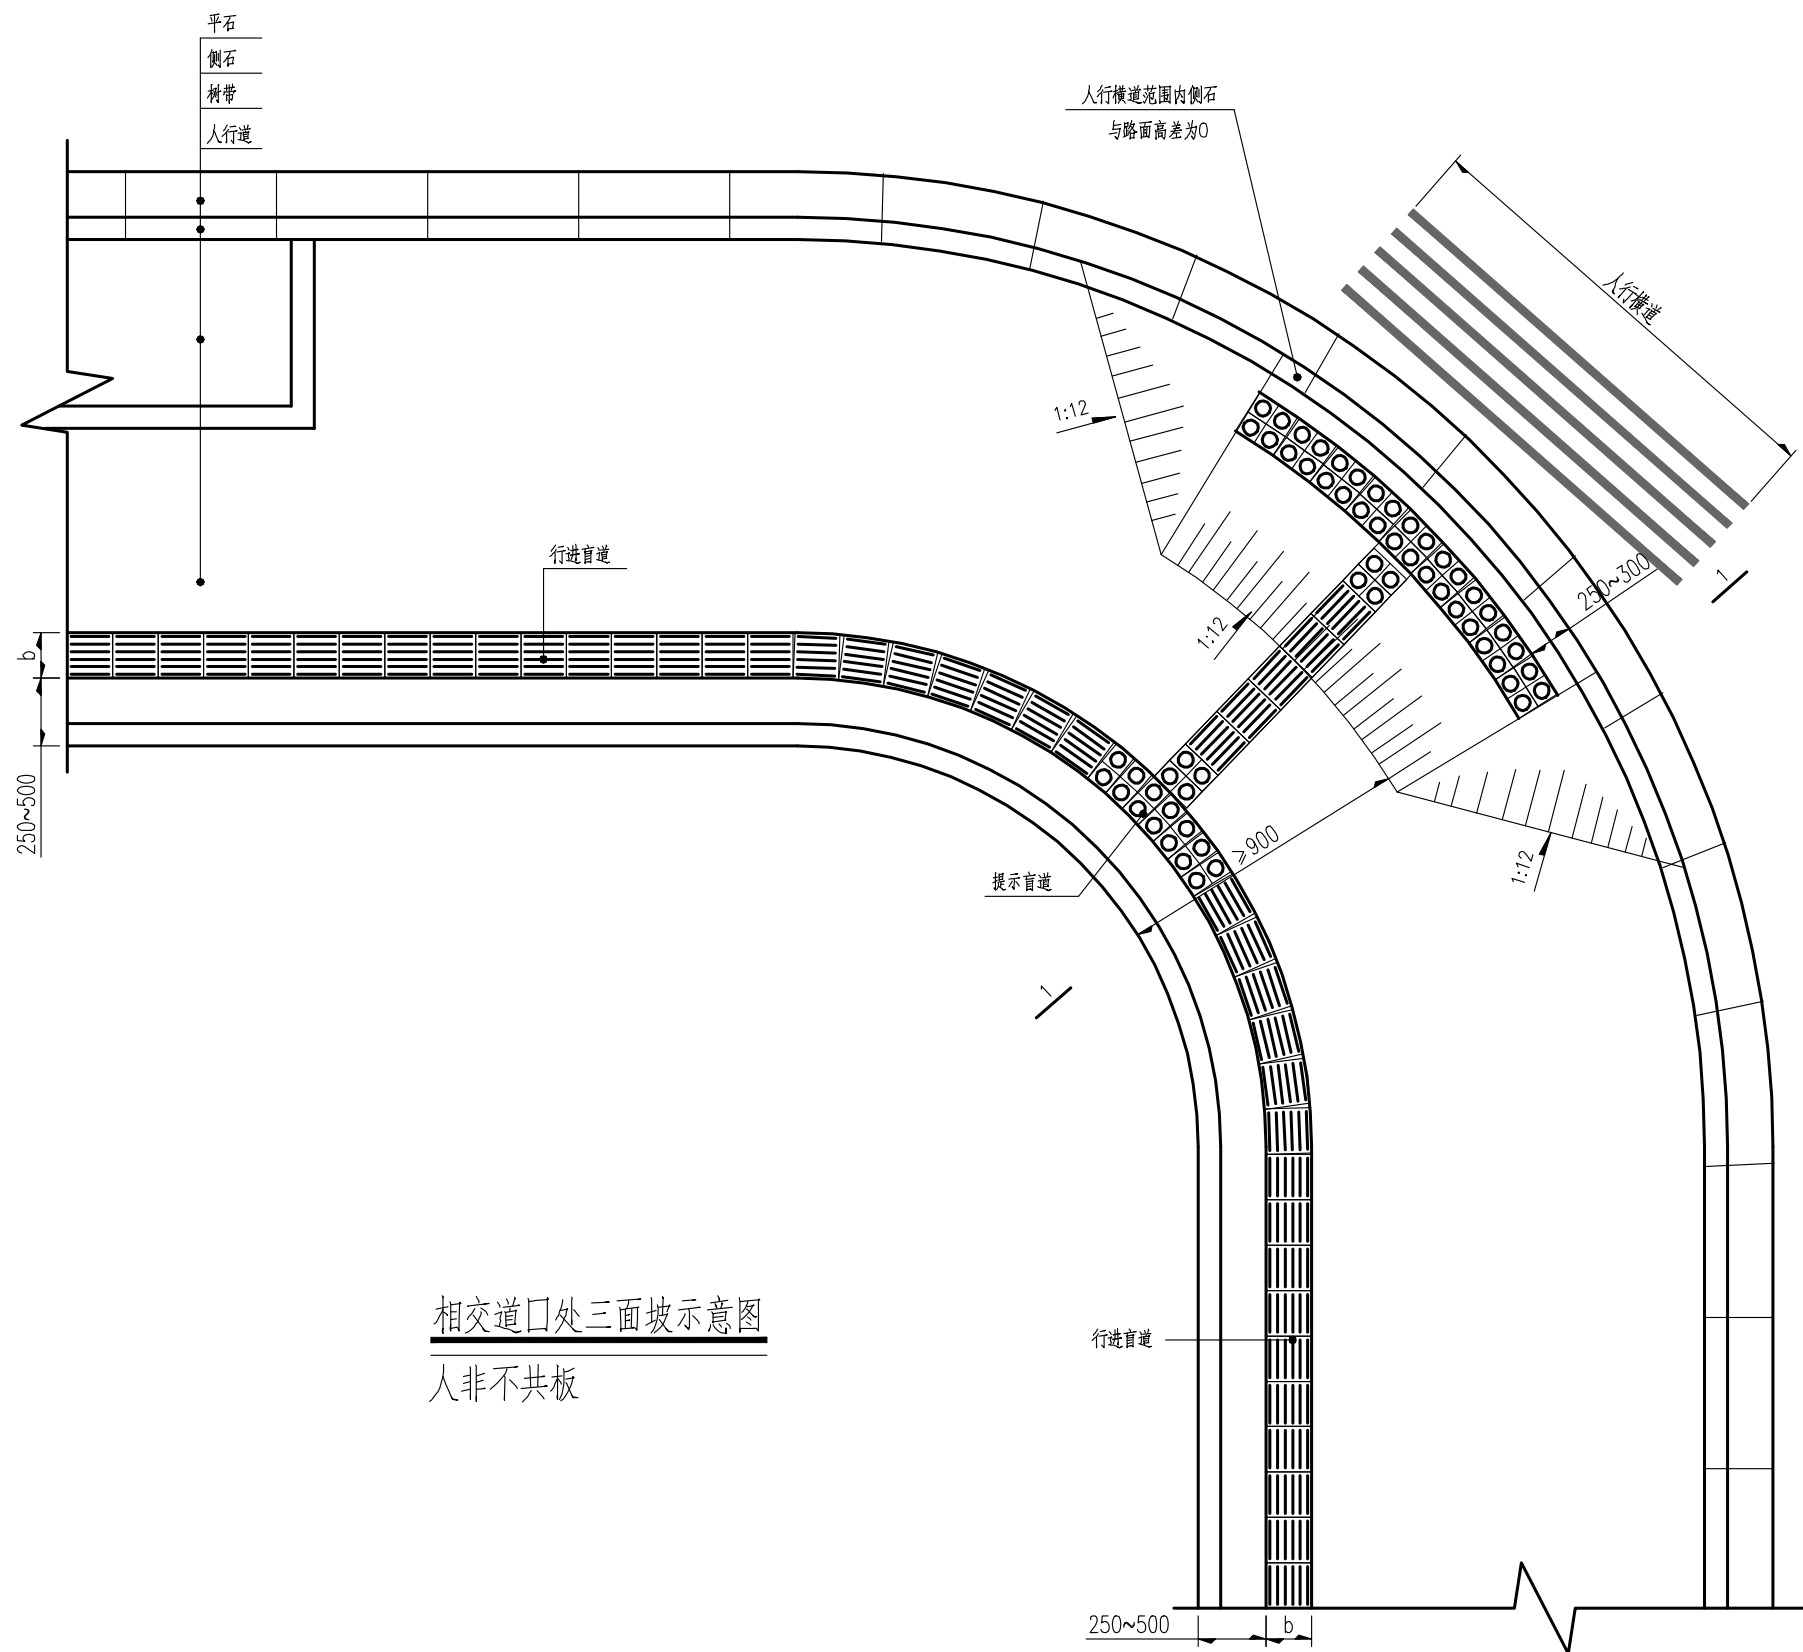 平石
侧石
树带
人行道
人行横道范围内侧石
与路面高差为0
人行横道
1:12
行进盲道
250~300
1
1:12
b
250~500
≥900
1:12
提示盲道
1
相交道口处三面坡示意图
人非不共板
行进盲道
250~500
b